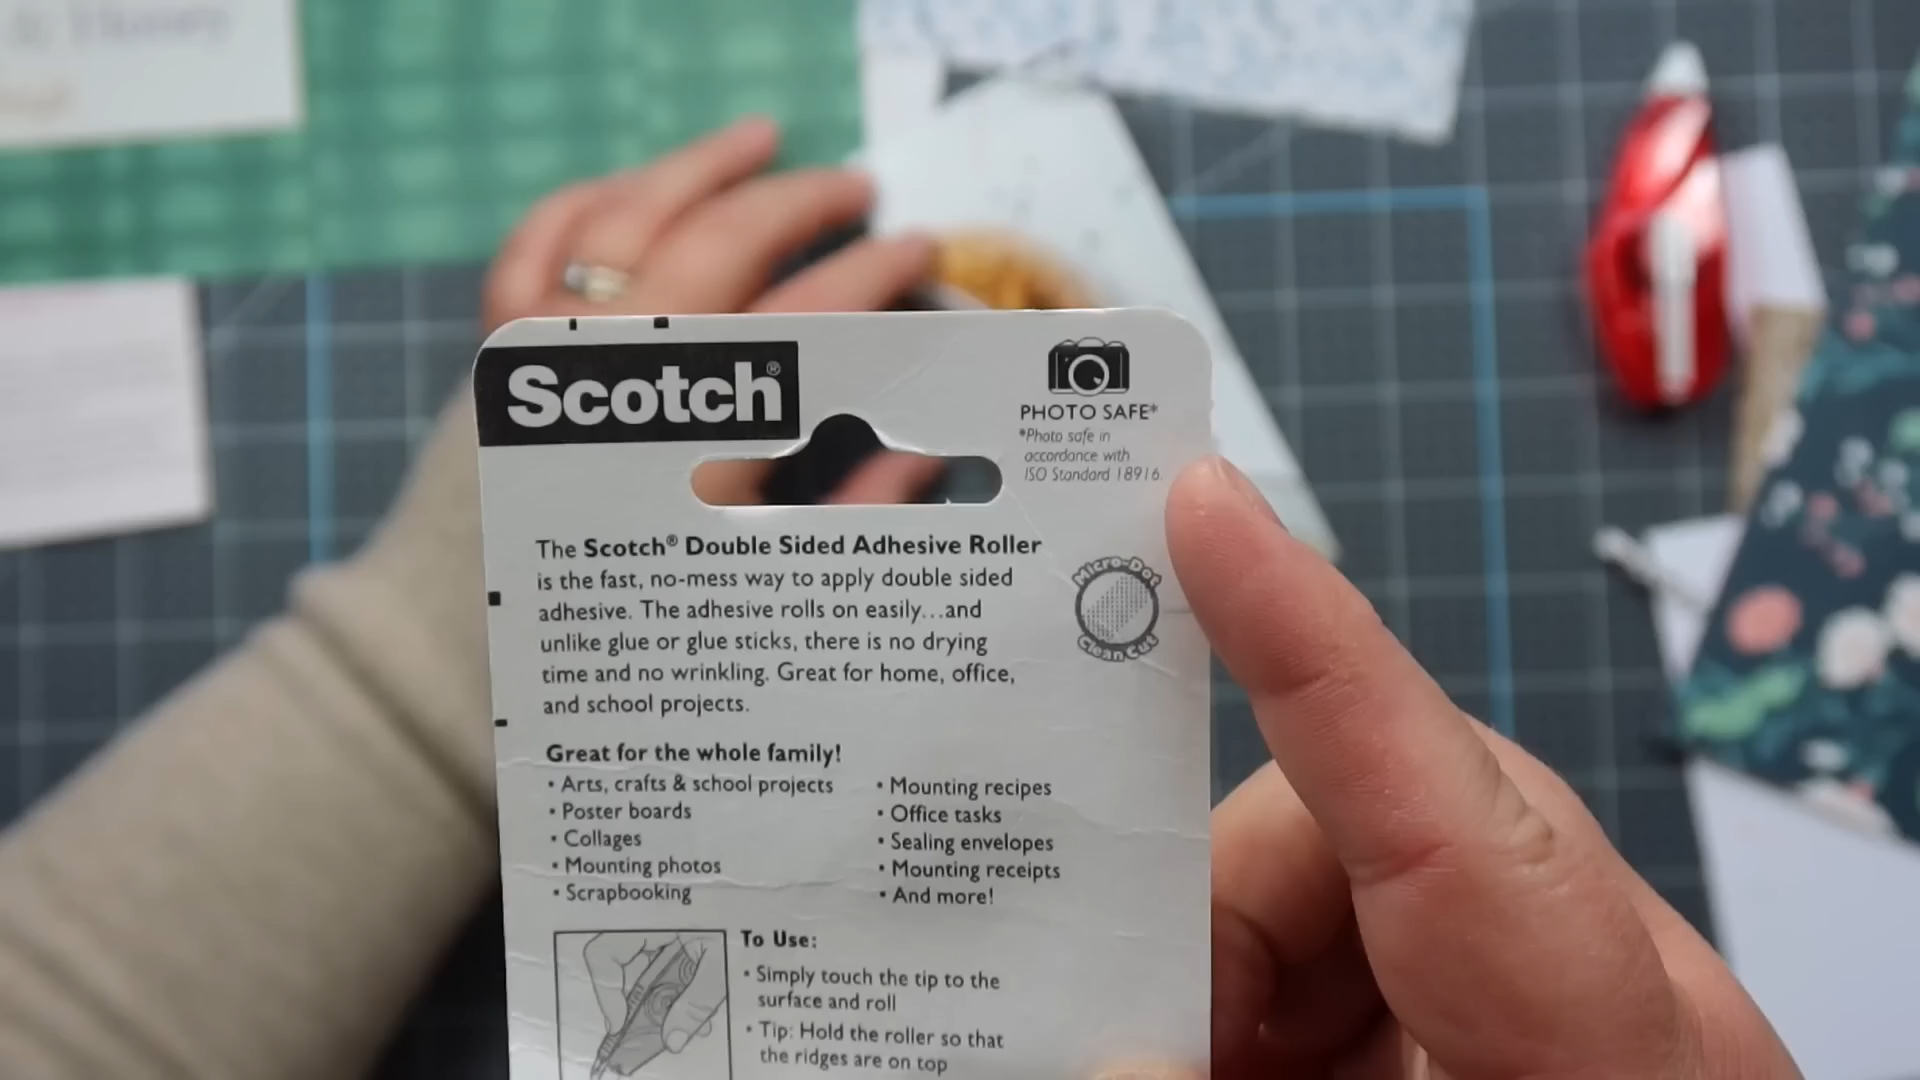 Scotch®
PHOTO SAFE*
*Photo safe in
accordance with
ISO Standard 18916.
The Scotch® Double Sided Adhesive Roller
is the fast, no-mess way to apply double sided
adhesive. The adhesive rolls on easily...and
unlike glue or glue sticks, there is no drying
time and no wrinkling. Great for home, office,
and school projects.
Micro-Dot
Clean Cut
Great for the whole family!
• Arts, crafts & school projects
• Poster boards
• Collages
• Mounting photos
• Scrapbooking
• Mounting recipes
• Office tasks
• Sealing envelopes
• Mounting receipts
• And more!
To Use:
• Simply touch the tip to the
surface and roll
• Tip: Hold the roller so that
the ridges are on top